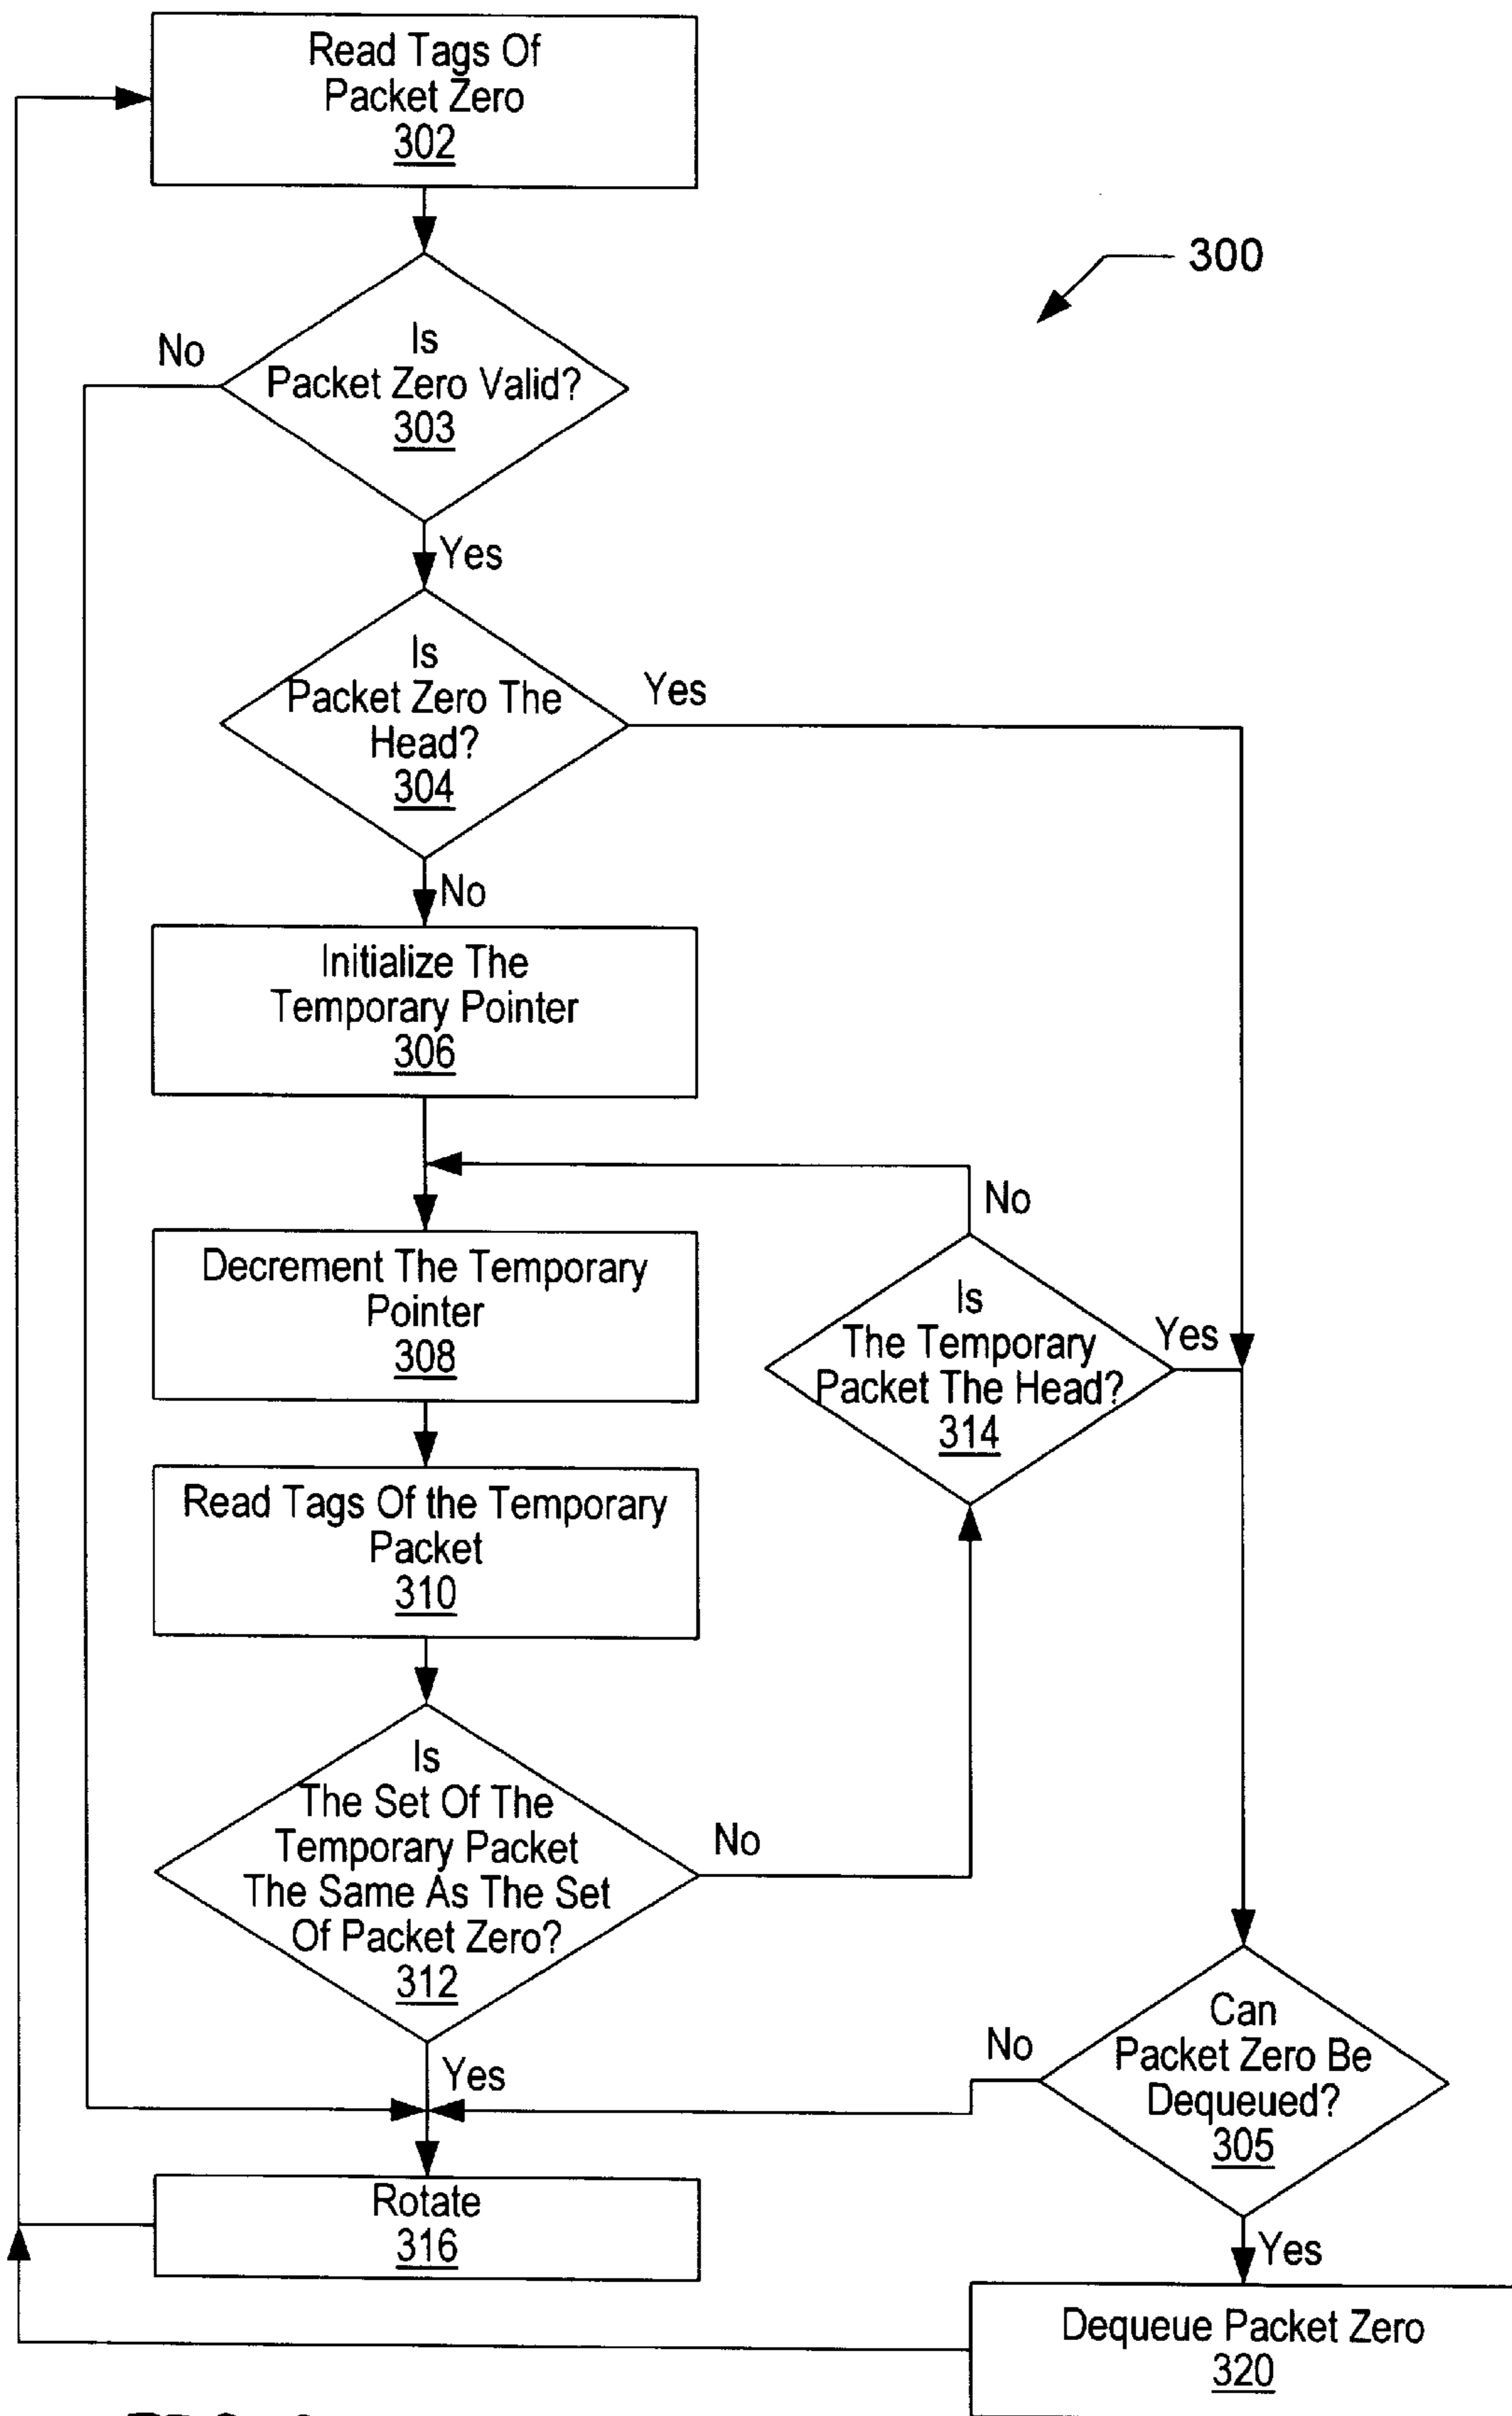 Read Tags Of
Packet Zero
302
300
No
Is
Packet Zero Valid?
303
Yes
Is
Packet Zero The
Head?
304
Yes
No
Initialize The
Temporary Pointer
306
No
Decrement The Temporary
Pointer
308
Is
The Temporary
Packet The Head?
314
Yes
Read Tags Of the Temporary
Packet
310
Is
The Set Of The
Temporary Packet
The Same As The Set
Of Packet Zero?
312
No
Yes
Can
Packet Zero Be
Dequeued?
305
No
Yes
Rotate
316
Dequeue Packet Zero
320